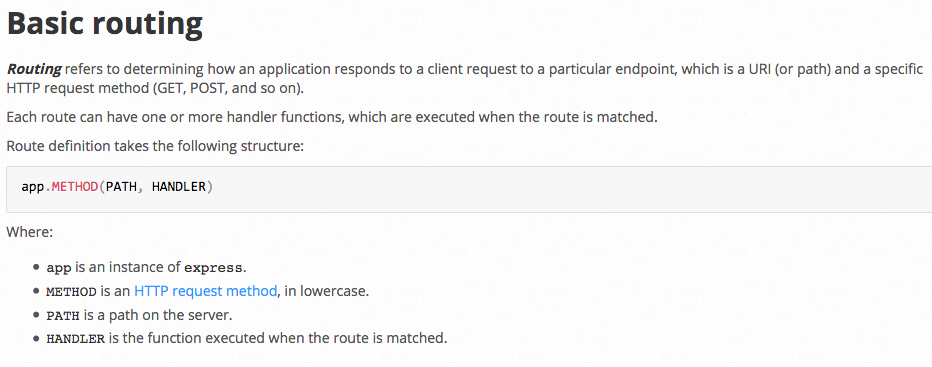 Basic routing
Routing refers to determining how an application responds to a client request to a particular endpoint, which is a URI (or path) and a specific
HTTP request method (GET, POST, and so on).
Each route can have one or more handler functions, which are executed when the route is matched.
Route definition takes the following structure:
app.METHOD(PATH, HANDLER)
Where:
• app is an instance of express.
• METHOD is an HTTP request method, in lowercase.
• PATH is a path on the server.
• HANDLER is the function executed when the route is matched.